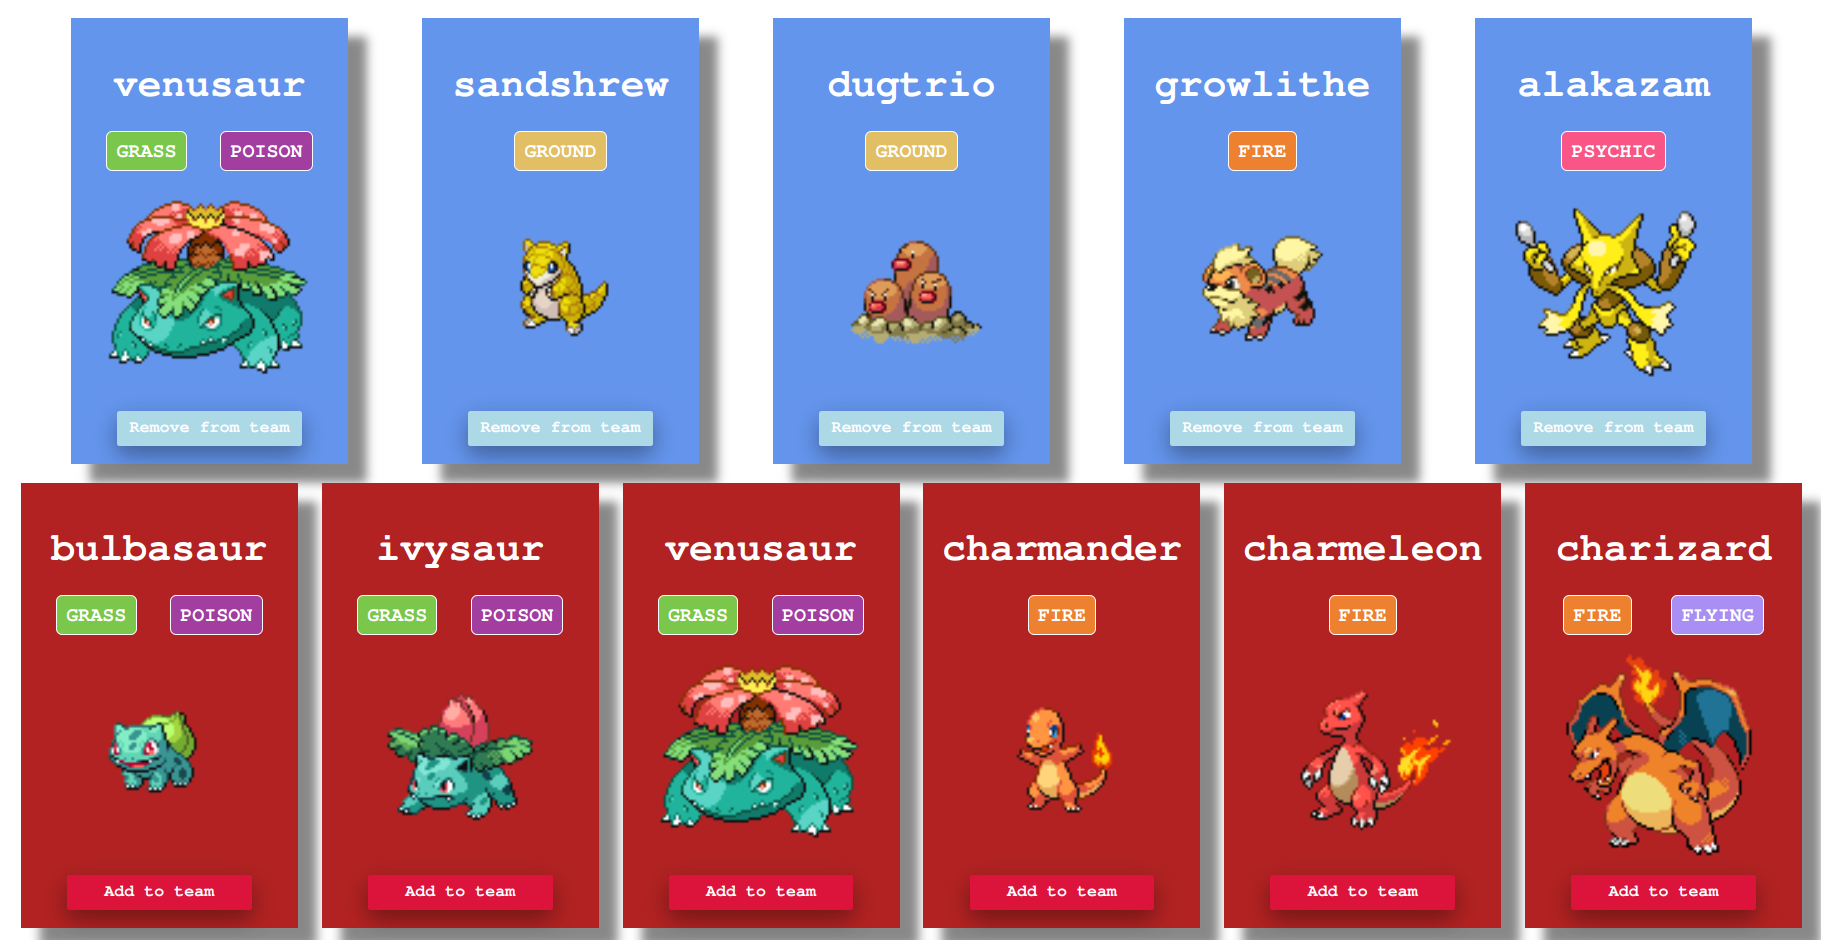 venusaur
GRASS POISON
Remove from team
sandshrew
GROUND
Remove from team
dugtrio
GROUND
Remove from team
growlithe
FIRE
Remove from team
alakazam
PSYCHIC
Remove from team
bulbasaur
GRASS POISON
Add to team
ivysaur
GRASS POISON
Add to team
venusaur
GRASS POISON
Add to team
charmander
FIRE
Add to team
charmeleon
FIRE
Add to team
charizard
FIRE FLYING
Add to team